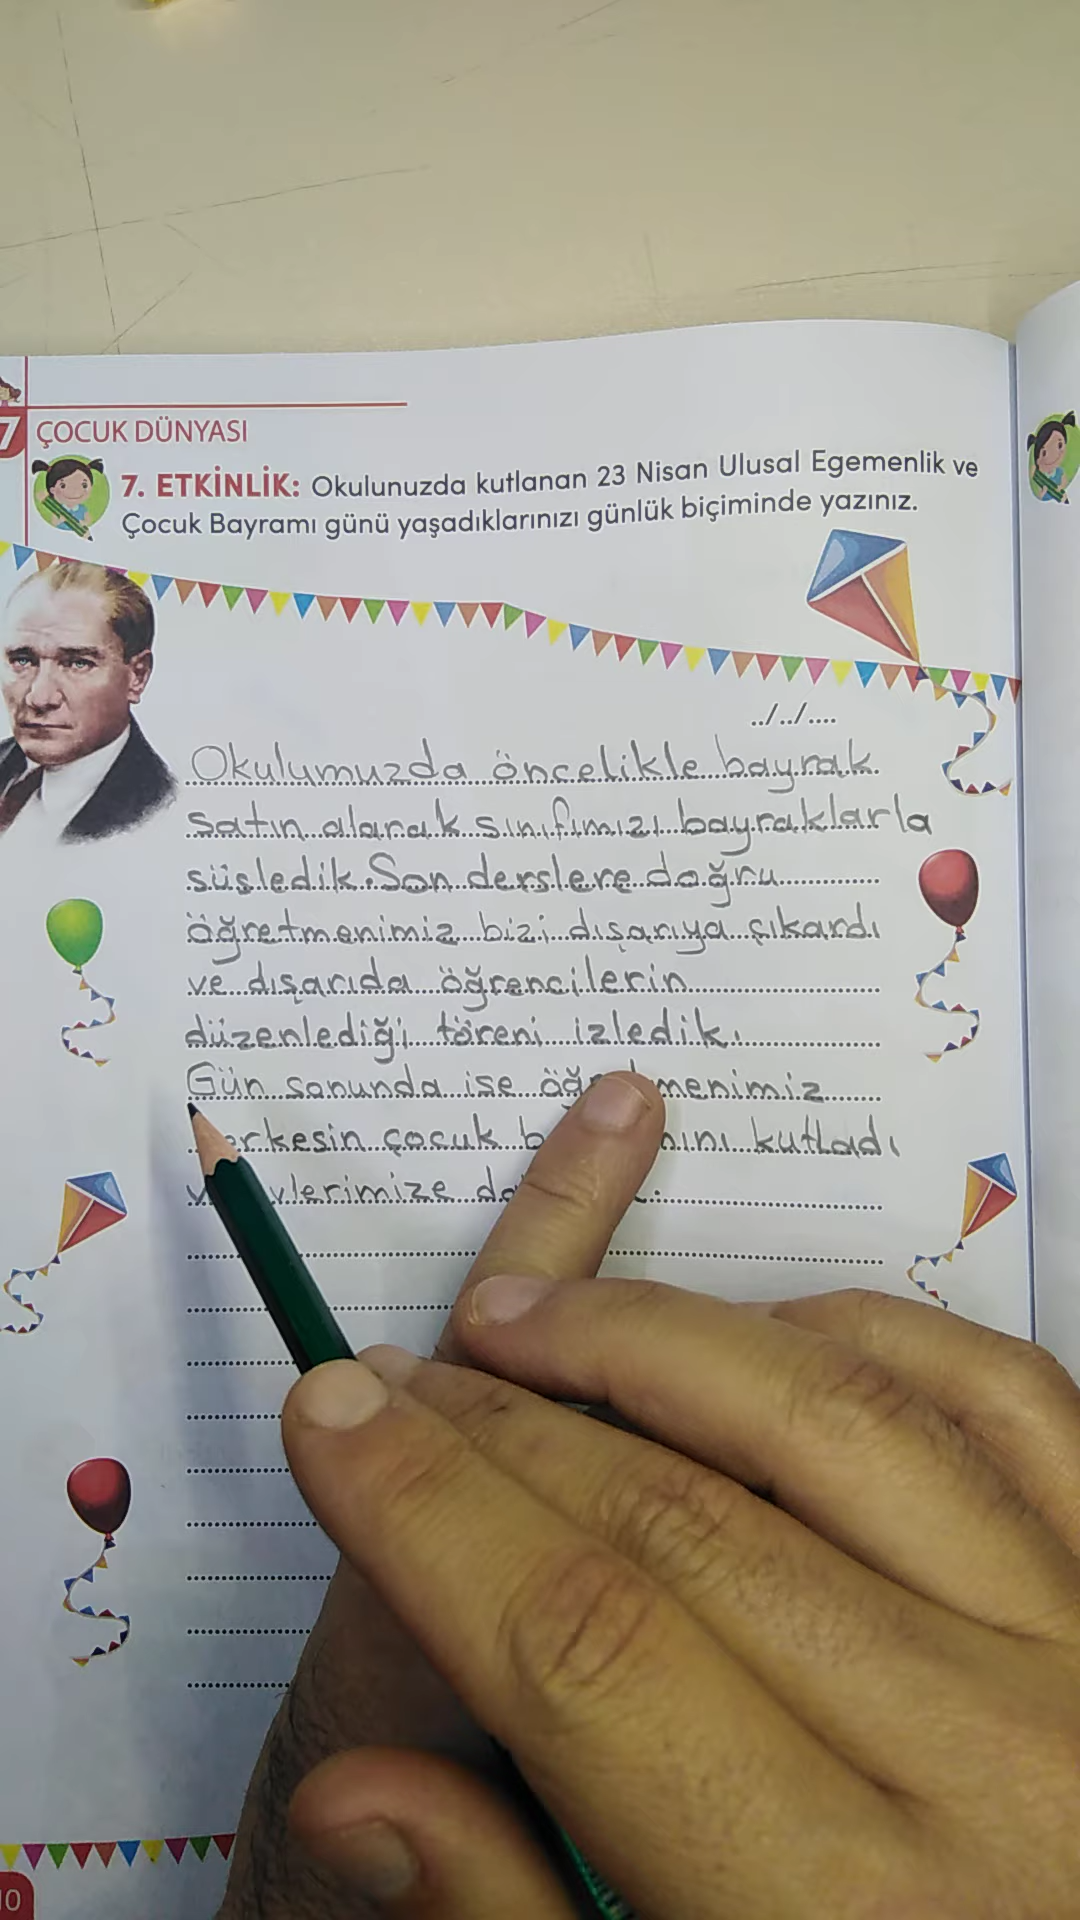 7 ÇOCUK DÜNYASI
7. ETKİNLİK: Okulunuzda kutlanan 23 Nisan Ulusal Egemenlik ve
Çocuk Bayramı günü yaşadıklarınızı günlük biçiminde yazınız.
../../....
Okulumuzda öncelikle bayrak
satın alarak sınıfımızı bayraklarla
süsledik. Son derslere doğru
öğretmenimiz bizi dışarıya çıkardı
ve dışarıda öğrencilerin
düzenlediği töreni izledik.
Gün sonunda ise öğretmenimiz
çocuk kutladı